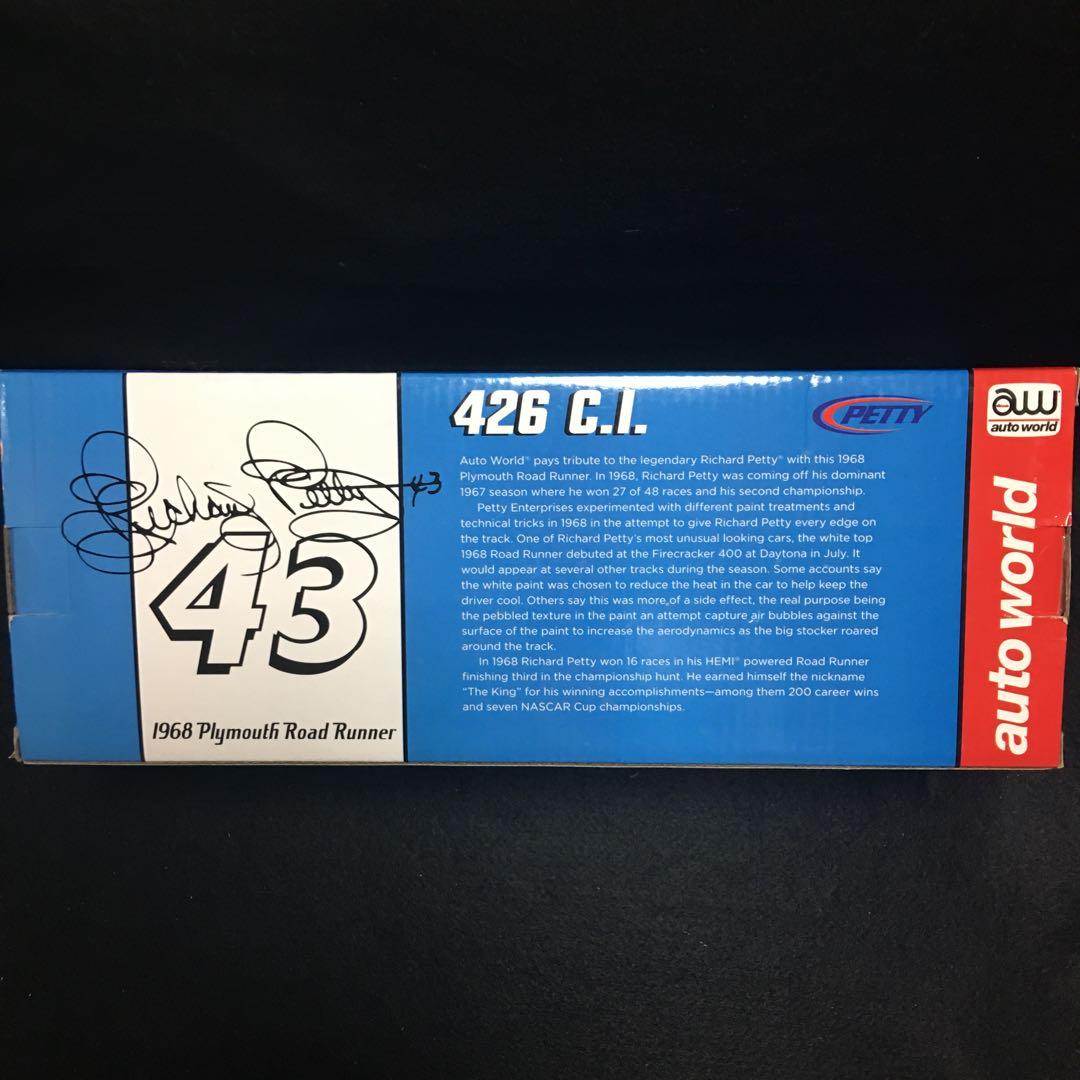 Richard Petty 43
43
1968 Plymouth Road Runner
426 C.I.
PETTY
Auto World® pays tribute to the legendary Richard Petty® with this 1968
Plymouth Road Runner. In 1968, Richard Petty was coming off his dominant
1967 season where he won 27 of 48 races and his second championship.
Petty Enterprises experimented with different paint treatments and
technical tricks in 1968 in the attempt to give Richard Petty every edge on
the track. One of Richard Petty's most unusual looking cars, the white top
1968 Road Runner debuted at the Firecracker 400 at Daytona in July. It
would appear at several other tracks during the season. Some accounts say
the white paint was chosen to reduce the heat in the car to help keep the
driver cool. Others say this was more of a side effect, the real purpose being
the pebbled texture in the paint an attempt capture air bubbles against the
surface of the paint to increase the aerodynamics as the big stocker roared
around the track.
In 1968 Richard Petty won 16 races in his HEMI® powered Road Runner
finishing third in the championship hunt. He earned himself the nickname
"The King" for his winning accomplishments—among them 200 career wins
and seven NASCAR Cup championships.
aw
auto world
auto world